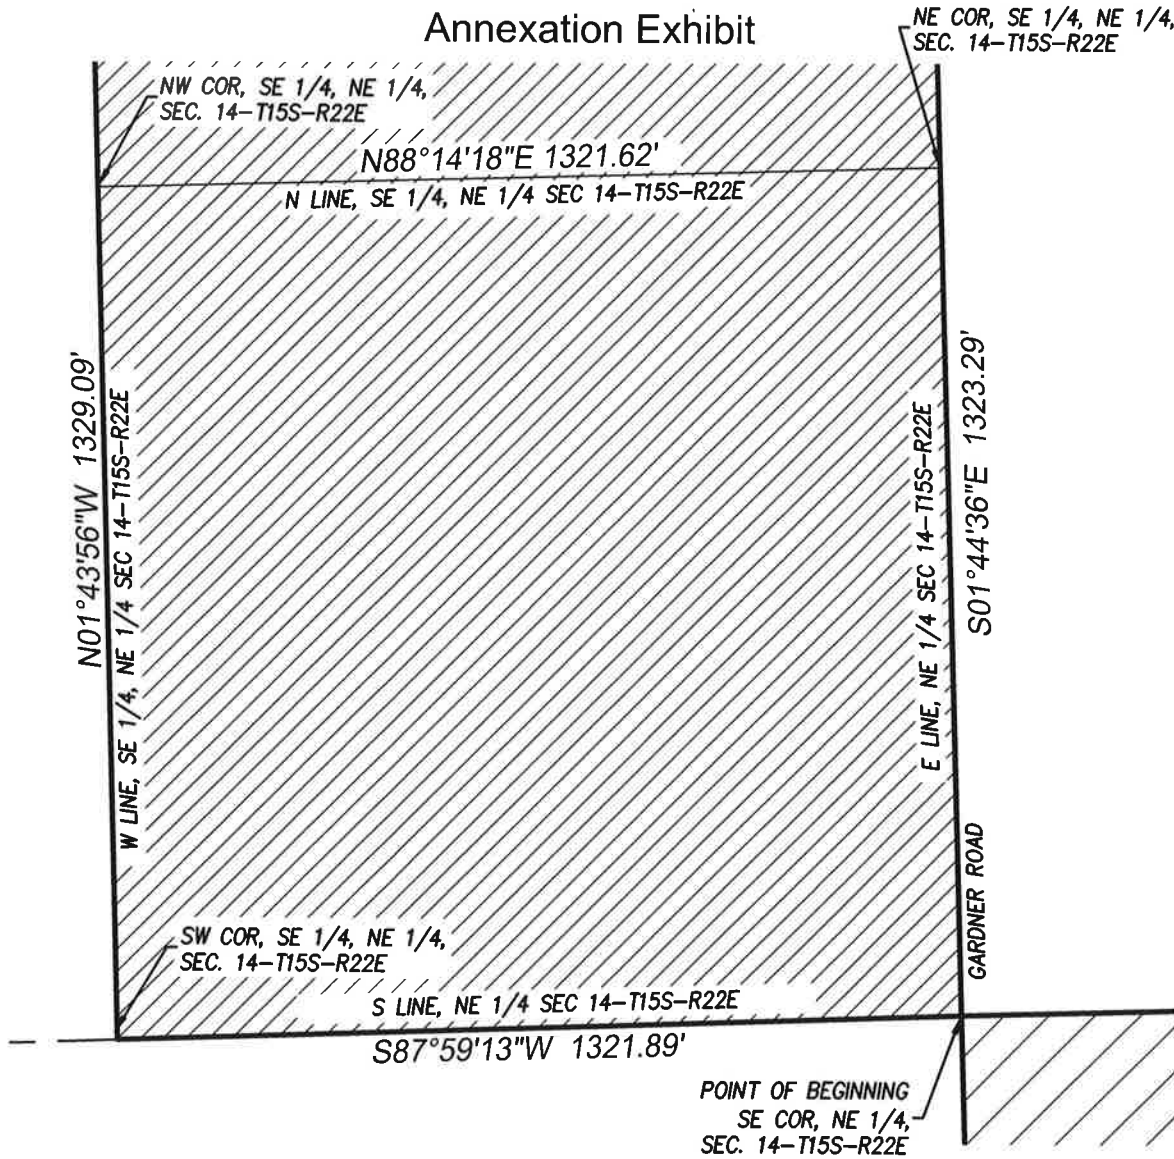 Annexation Exhibit
NE COR, SE 1/4, NE 1/4,
SEC. 14-T15S-R22E
NW COR, SE 1/4, NE 1/4,
SEC. 14-T15S-R22E
N88°14'18"E 1321.62'
N LINE, SE 1/4, NE 1/4 SEC 14-T15S-R22E
N01°43'56"W 1329.09'
W LINE, SE 1/4, NE 1/4 SEC 14-T15S-R22E
E LINE, NE 1/4 SEC 14-T15S-R22E
S01°44'36"E 1323.29'
GARDNER ROAD
SW COR, SE 1/4, NE 1/4,
SEC. 14-T15S-R22E
S LINE, NE 1/4 SEC 14-T15S-R22E
S87°59'13"W 1321.89'
POINT OF BEGINNING
SE COR, NE 1/4,
SEC. 14-T15S-R22E